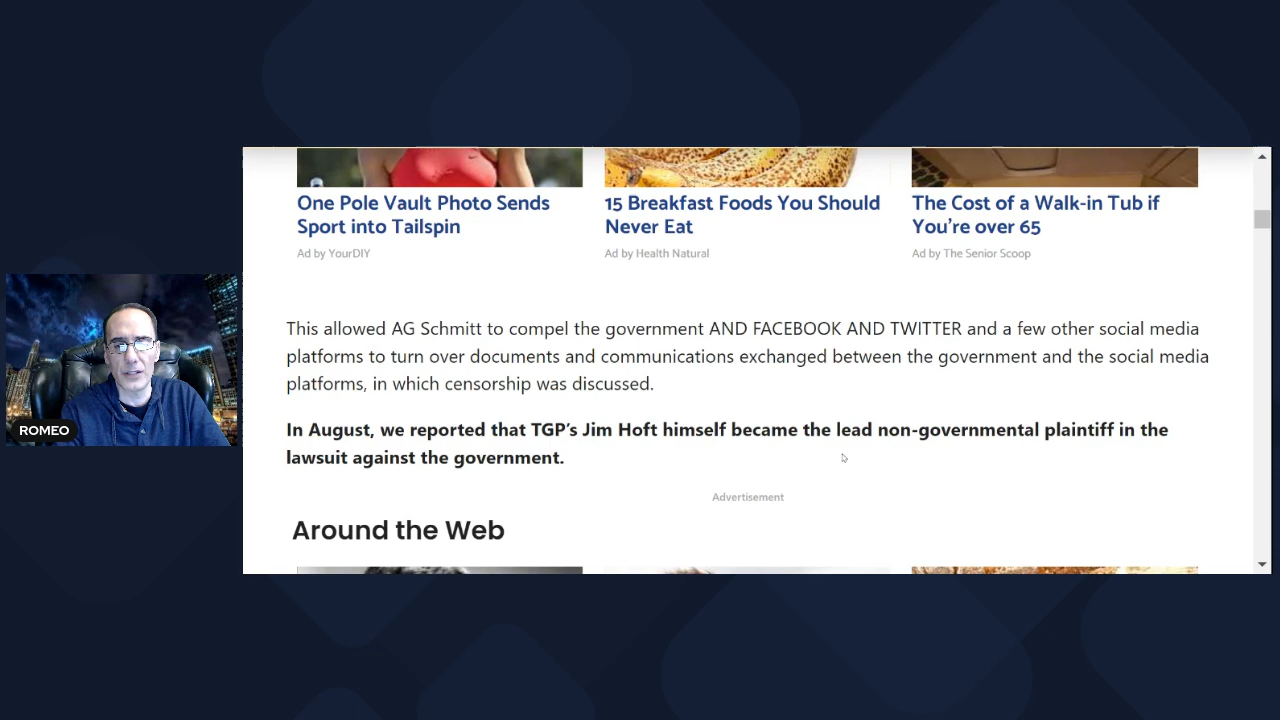 One Pole Vault Photo Sends
Sport into Tailspin
Ad by YourDIY
15 Breakfast Foods You Should
Never Eat
Ad by Health Natural
The Cost of a Walk-in Tub if
You're over 65
Ad by The Senior Scoop
This allowed AG Schmitt to compel the government AND FACEBOOK AND TWITTER and a few other social media
platforms to turn over documents and communications exchanged between the government and the social media
platforms, in which censorship was discussed.
In August, we reported that TGP's Jim Hoft himself became the lead non-governmental plaintiff in the
lawsuit against the government.
Advertisement
Around the Web
ROMEO